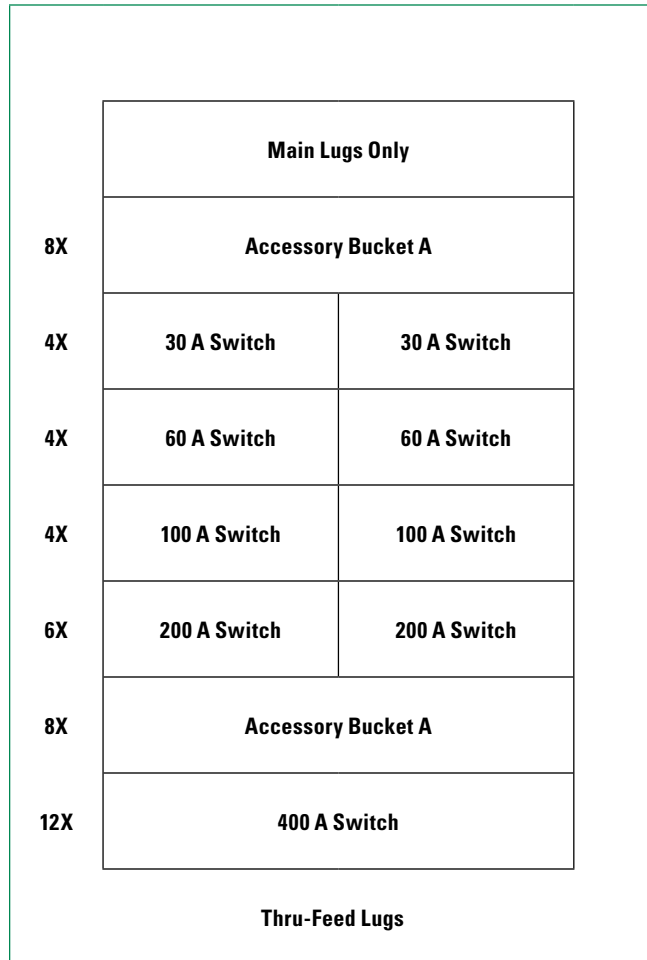 Main Lugs Only
8X Accessory Bucket A
4X 30 A Switch 30 A Switch
4X 60 A Switch 60 A Switch
4X 100 A Switch 100 A Switch
6X 200 A Switch 200 A Switch
8X Accessory Bucket A
12X 400 A Switch
Thru-Feed Lugs